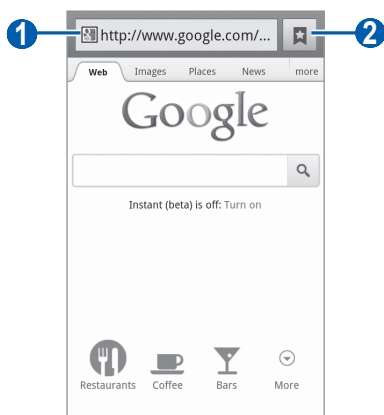 1 http://www.google.com/... 2
Web Images Places News more
Google
Instant (beta) is off: Turn on
Restaurants Coffee Bars More